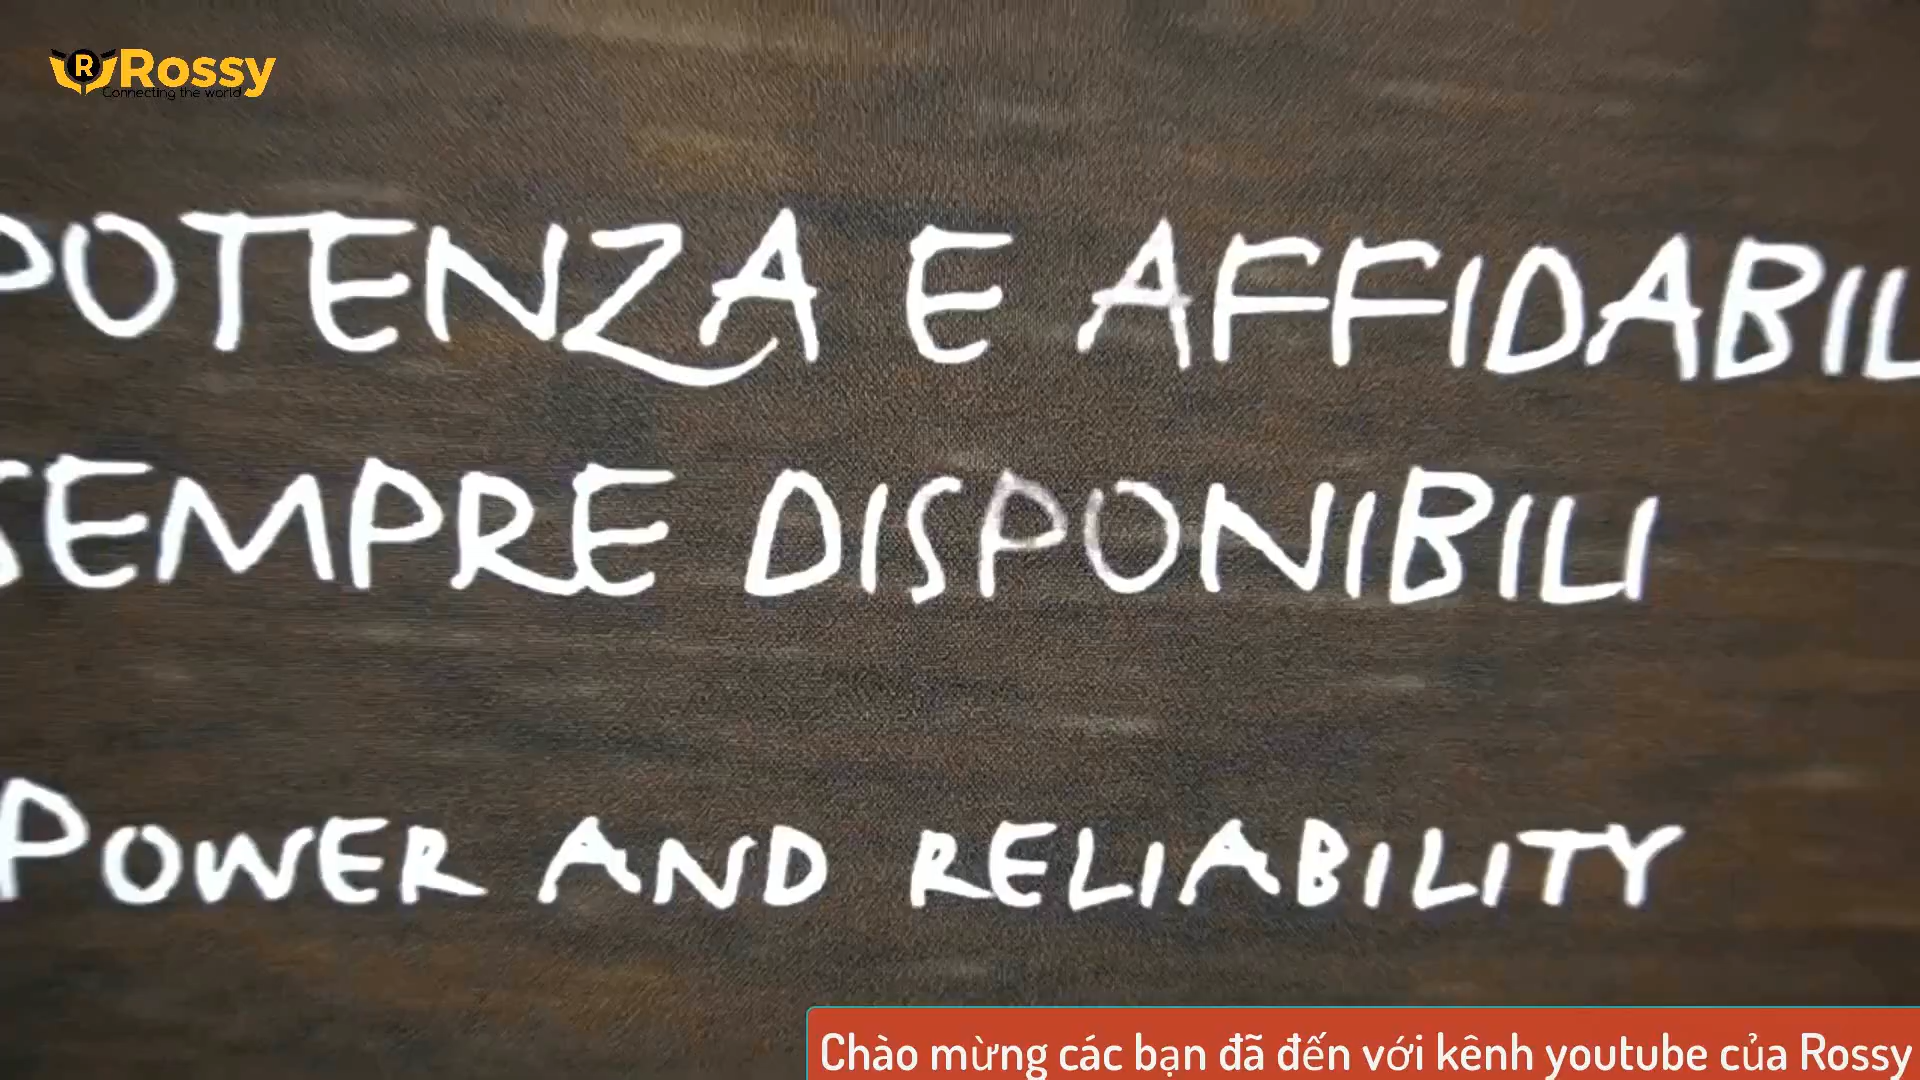 Rossy
Connecting the world
POTENZA E AFFIDABIL
SEMPRE DISPONIBILI
POWER AND RELIABILITY
Chào mừng các bạn đã đến với kênh youtube của Rossy